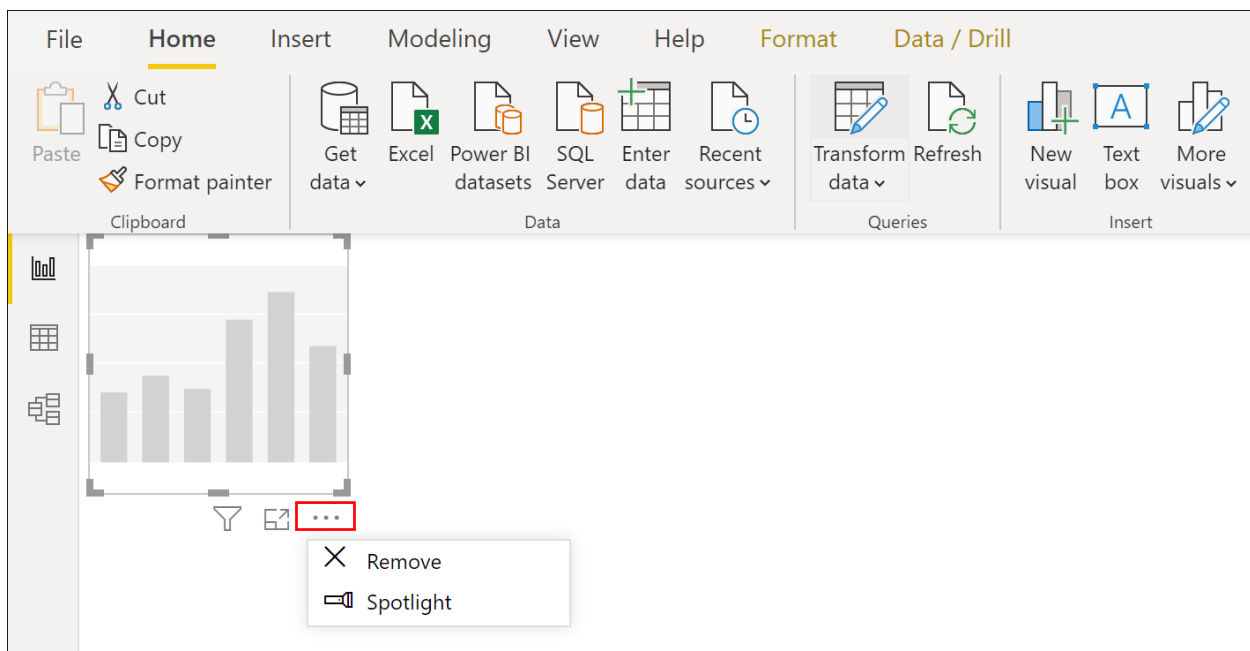 File Home Insert Modeling View Help Format Data / Drill
Paste
Cut
Copy
Format painter
Clipboard
Get data
Excel
Power BI datasets
SQL Server
Enter data
Recent sources
Data
Transform data
Refresh
Queries
New visual
A
Text box
More visuals
Insert
X
Remove
Spotlight